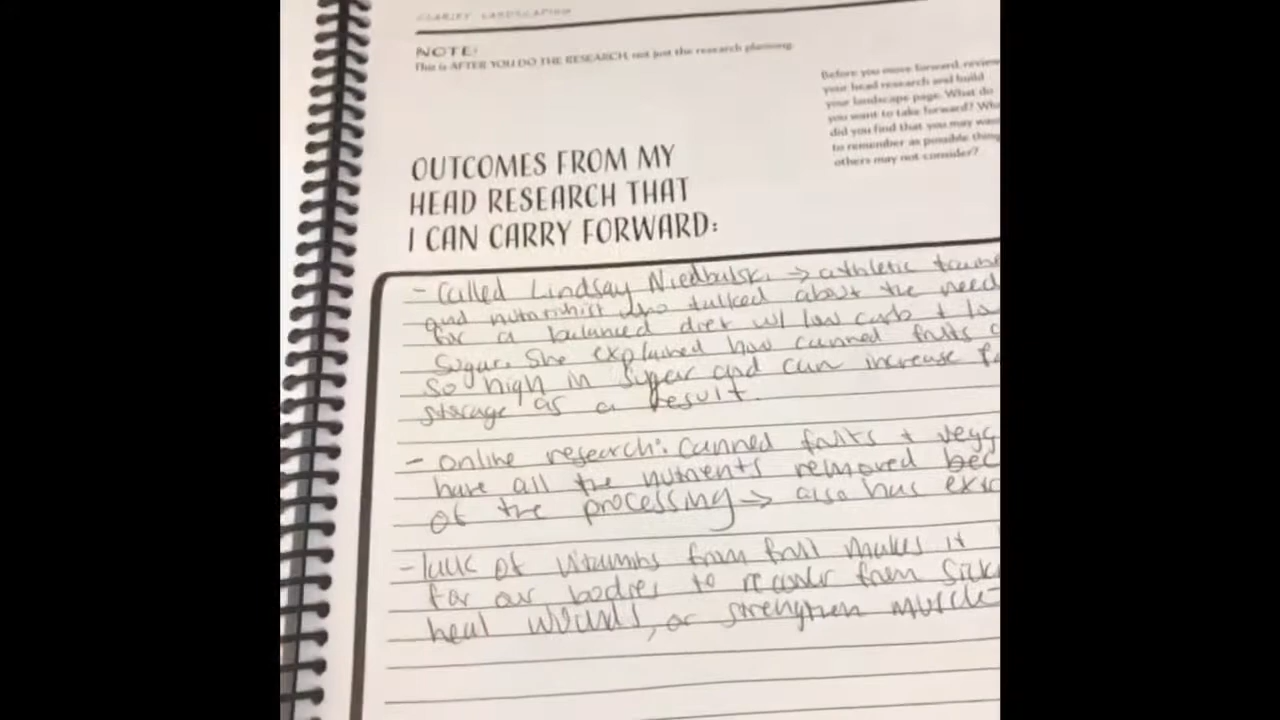 CLARIFY LANDSCAPING
NOTE:
This is AFTER YOU DO THE RESEARCH, not just the research planning.
Before you move forward, review
your head research and build
your landscape page. What do
you want to take forward?
did you find that you may
to remember as possible
others may not consider?
OUTCOMES FROM MY
HEAD RESEARCH THAT
I CAN CARRY FORWARD:
- Called Lindsay → athletic
and nutritionist who talked about the need
for a balanced diet w/ low carb +
sugar. She explained how canned fruits
so high in sugar and can increase
storage as a result.
- online research: Canned fruits +
have all the nutrients removed
of the processing → also has
- lack of vitamins from fruit makes it
for our bodies to recover from
heal wounds, or strengthen muscle